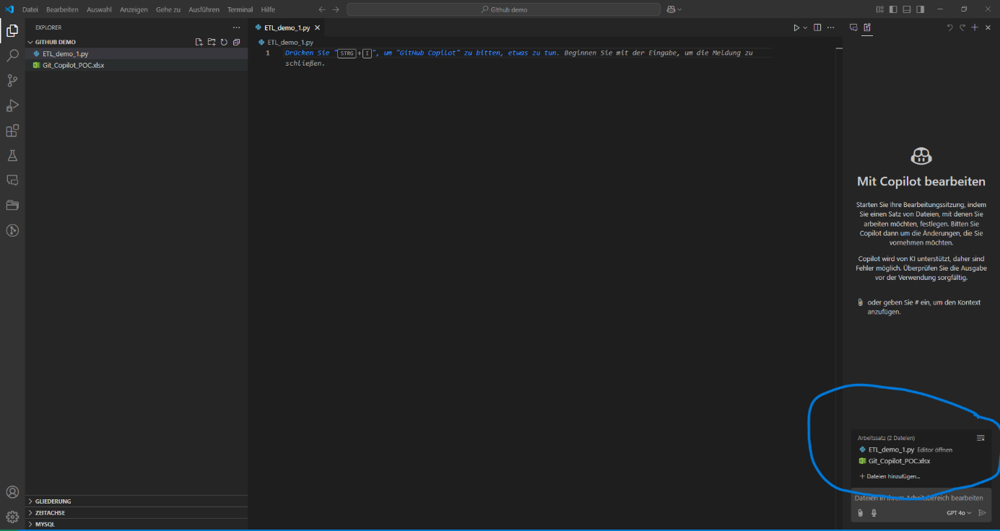 Datei Bearbeiten Auswahl Anzeigen Gehe zu Ausführen Terminal Hilfe
GIthub demo
EXPLORER
GITHUB DEMO
ETL_demo_1.py
Git_Copilot_POC.xlsx
GLIEDERUNG
ZEITACHSE
MYSQL
ETL_demo_1.py
ETL_demo_1.py
1 Drücken Sie "STRG+I", um "GitHub Copilot" zu bitten, etwas zu tun. Beginnen Sie mit der Eingabe, um die Meldung zu
schließen.
Mit Copilot bearbeiten
Starten Sie Ihre Bearbeitungssitzung, indem
Sie einen Satz von Dateien, mit denen Sie
arbeiten möchten, festlegen. Bitten Sie
Copilot dann um die Änderungen, die Sie
vornehmen möchten.
Copilot wird von KI unterstützt, daher sind
Fehler möglich. Überprüfen Sie die Ausgabe
vor der Verwendung sorgfältig.
oder geben Sie # ein, um den Kontext
anzufügen.
Arbeitssatz (2 Dateien)
ETL_demo_1.py Editor öffnen
Git_Copilot_POC.xlsx
+ Dateien hinzufügen...
Dateien in Ihrem Arbeitsbereich bearbeiten
GPT 4o